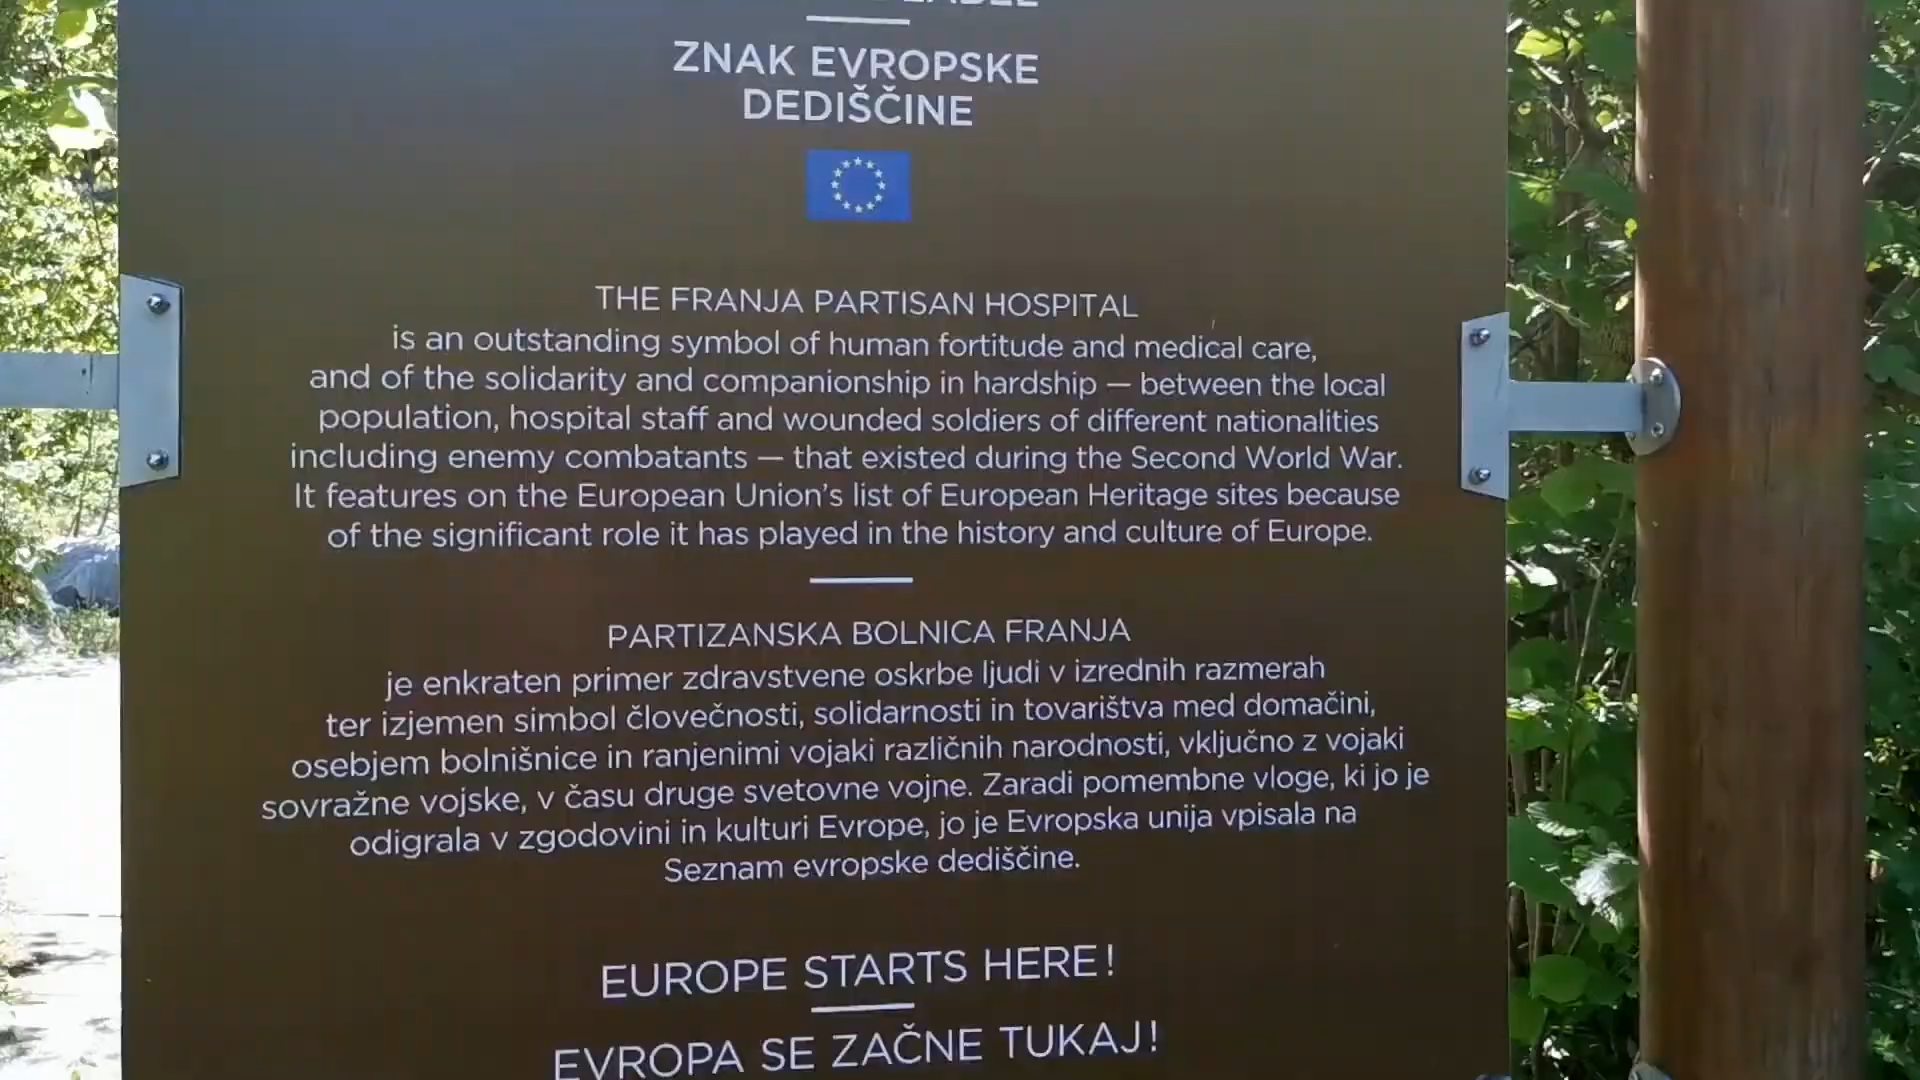 ZNAK EVROPSKE
DEDIŠČINE
THE FRANJA PARTISAN HOSPITAL
is an outstanding symbol of human fortitude and medical care,
and of the solidarity and companionship in hardship — between the local
population, hospital staff and wounded soldiers of different nationalities
including enemy combatants — that existed during the Second World War.
It features on the European Union's list of European Heritage sites because
of the significant role it has played in the history and culture of Europe.
PARTIZANSKA BOLNICA FRANJA
je enkraten primer zdravstvene oskrbe ljudi v izrednih razmerah
ter izjemen simbol človečnosti, solidarnosti in tovarištva med domačini,
osebjem bolnišnice in ranjenimi vojaki različnih narodnosti, vključno z vojaki
sovražne vojske, v času druge svetovne vojne. Zaradi pomembne vloge, ki jo je
odigrala v zgodovini in kulturi Evrope, jo je Evropska unija vpisala na
Seznam evropske dediščine.
EUROPE STARTS HERE!
EVROPA SE ZAČNE TUKAJ!